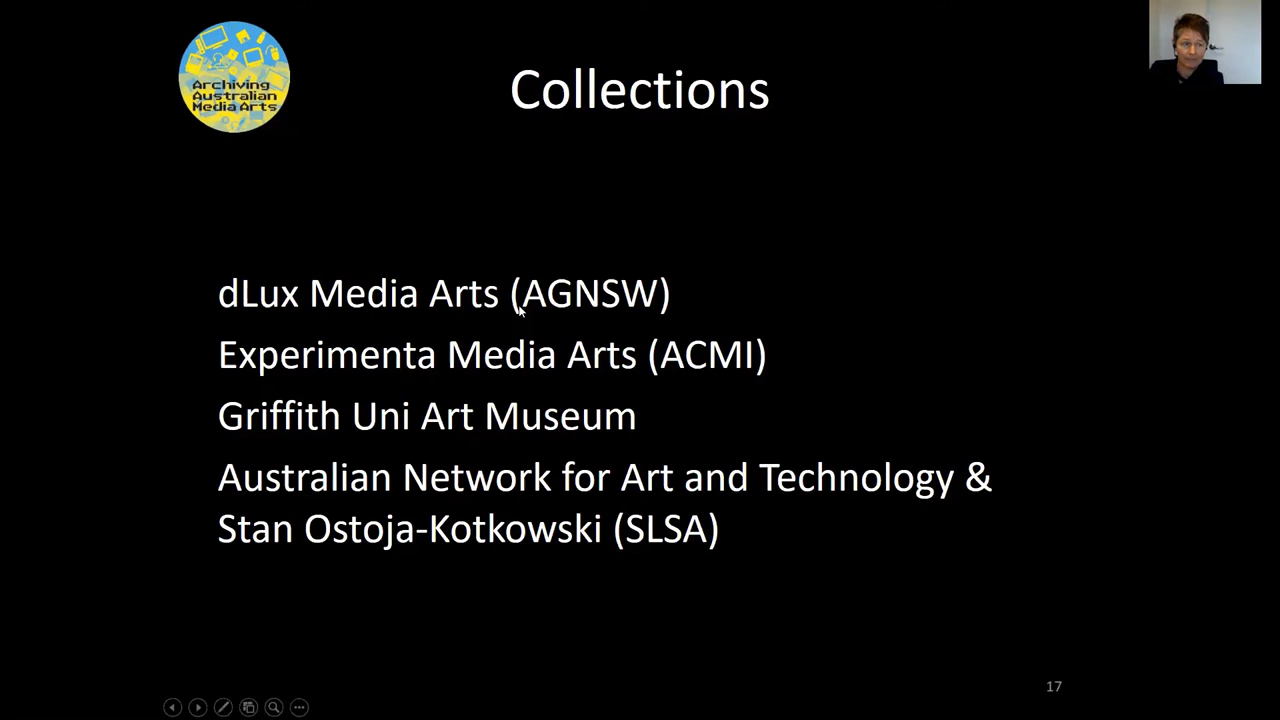 Archiving
Australian
Media Arts
Collections
dLux Media Arts (AGNSW)
Experimenta Media Arts (ACMI)
Griffith Uni Art Museum
Australian Network for Art and Technology &
Stan Ostoja-Kotkowski (SLSA)
17